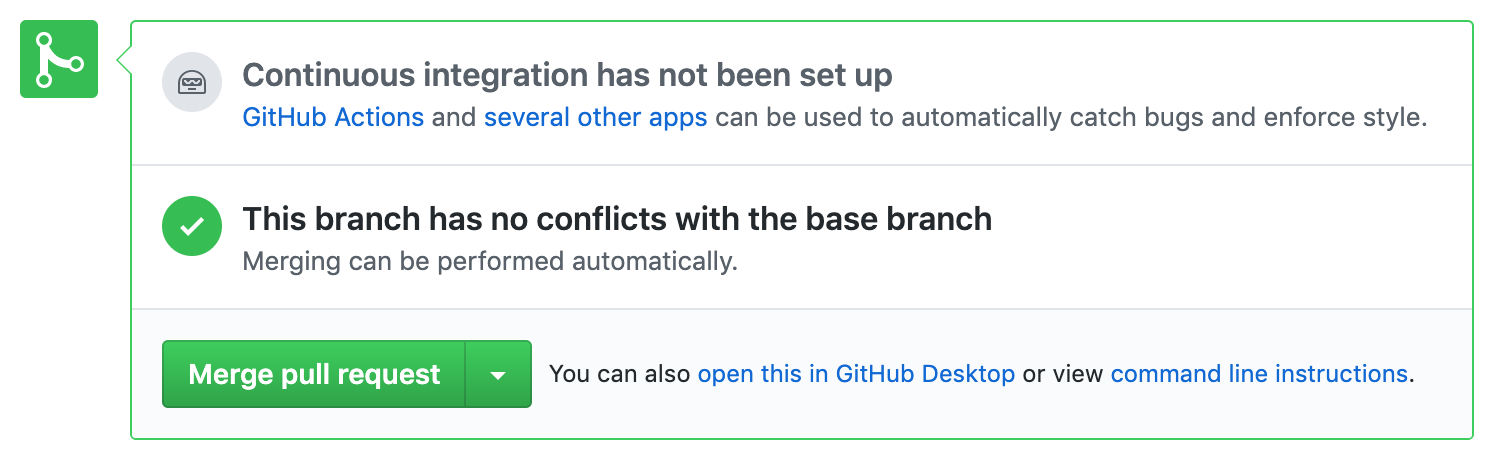 Continuous integration has not been set up
GitHub Actions and several other apps can be used to automatically catch bugs and enforce style.
This branch has no conflicts with the base branch
Merging can be performed automatically.
Merge pull request You can also open this in GitHub Desktop or view command line instructions.